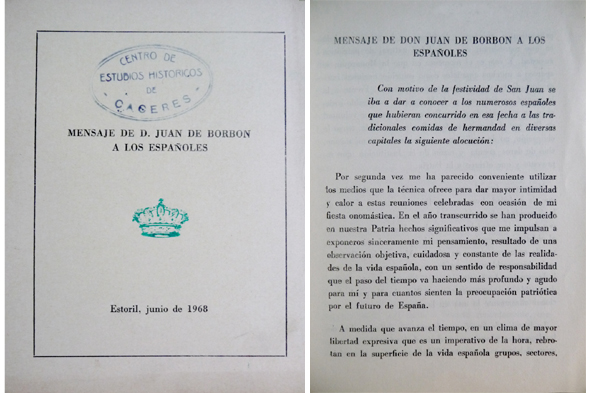 CENTRO DE
ESTUDIOS HISTORICOS
DE
CACERES
MENSAJE DE D. JUAN DE BORBON
A LOS ESPAÑOLES
Estoril, junio de 1968
MENSAJE DE DON JUAN DE BORBON A LOS
ESPAÑOLES
Con motivo de la festividad de San Juan se
iba a dar a conocer a los numerosos españoles
que hubieran concurrido en esa fecha a las tra-
dicionales comidas de hermandad en diversas
capitales la siguiente alocución:
Por segunda vez me ha parecido conveniente utilizar
los medios que la técnica ofrece para dar mayor intimidad
y calor a estas reuniones celebradas con ocasión de mi
fiesta onomástica. En el año transcurrido se han producido
en nuestra Patria hechos significativos que me impulsan a
exponeros sinceramente mi pensamiento, resultado de una
observación objetiva, cuidadosa y constante de las realida-
des de la vida española, con un sentido de responsabilidad
que el paso del tiempo va haciendo más profundo y agudo
para mi y para cuantos sienten la preocupación patriótica
por el futuro de España.
A medida que avanza el tiempo, en un clima de mayor
libertad expresiva que es un imperativo de la hora, rebro-
tan en la superficie de la vida española grupos, sectores,